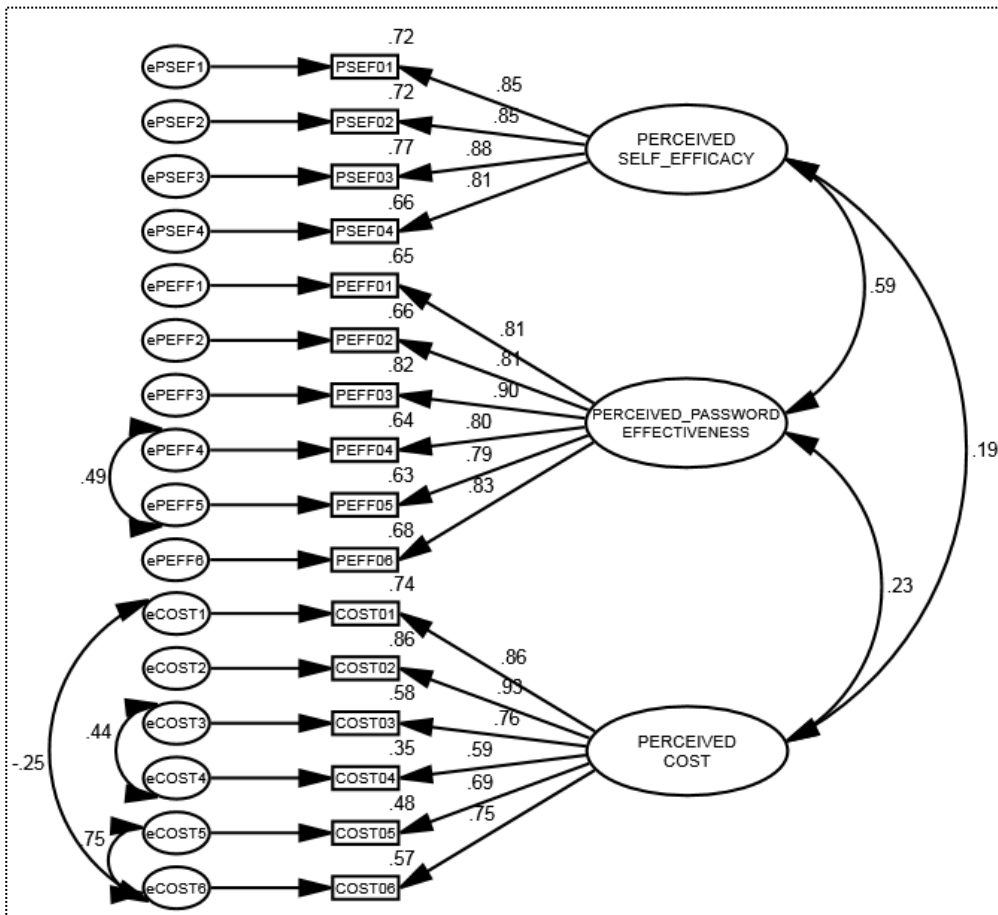 .72
ePSEF1
PSEF01
.85
.72
ePSEF2
PSEF02
.85
PERCEIVED
SELF_EFFICACY
.77
ePSEF3
PSEF03
.88
.66
ePSEF4
PSEF04
.81
.65
ePEFF1
PEFF01
.59
.66
ePEFF2
PEFF02
.81
.82
ePEFF3
PEFF03
.81
.90
PERCEIVED_PASSWORD
EFFECTIVENESS
.64
ePEFF4
PEFF04
.80
.19
.49
.63
ePEFF5
PEFF05
.79
.68
ePEFF6
PEFF06
.83
.74
eCOST1
COST01
.23
.86
eCOST2
COST02
.86
.58
eCOST3
COST03
.93
.76
PERCEIVED
COST
.44
-.25
.35
eCOST4
COST04
.59
.48
eCOST5
COST05
.69
.75
.57
eCOST6
COST06
.75